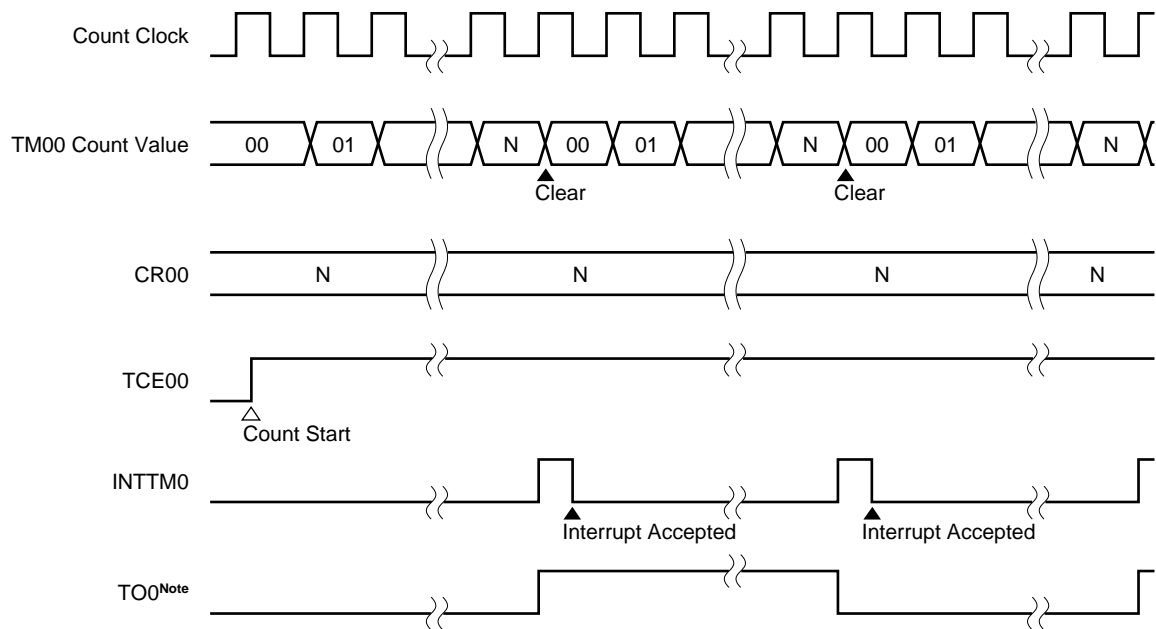 Count Clock
TM00 Count Value 00 01 N 00 01 N 00 01 N
Clear Clear
CR00 N N N N
TCE00
Count Start
INTTM0
Interrupt Accepted Interrupt Accepted
TO0Note